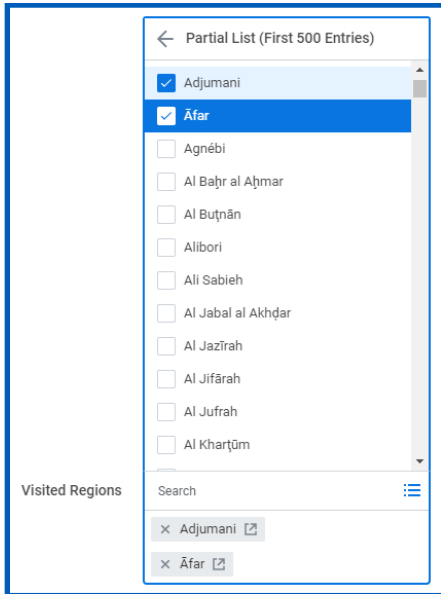 Partial List (First 500 Entries)
Adjumani
Āfar
Agnébi
Al Baḩr al Aḩmar
Al Buţnān
Alibori
Ali Sabieh
Al Jabal al Akhḑar
Al Jazīrah
Al Jifārah
Al Jufrah
Al Kharţūm
Visited Regions
Search
Adjumani
Āfar